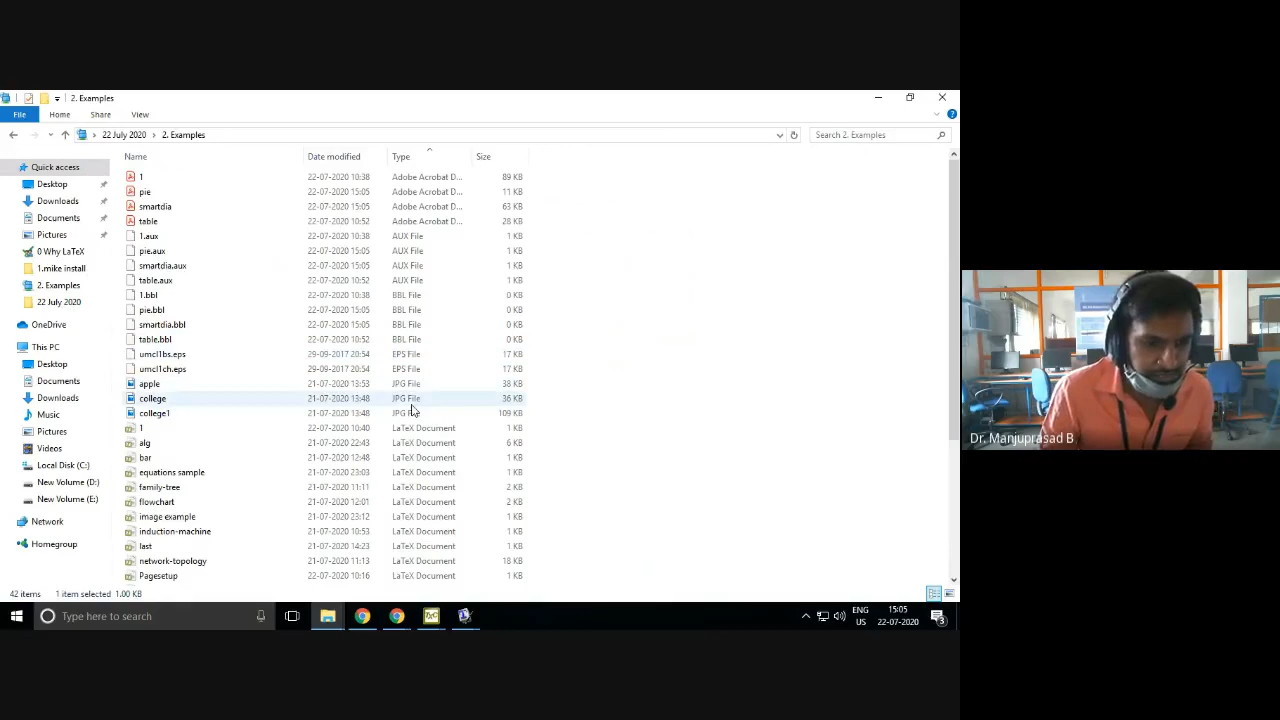 2. Examples
File Home Share View
22 July 2020 2. Examples Search 2. Examples
Name Date modified Type Size
Quick access
Desktop
Downloads
Documents
Pictures
0 Why LaTeX
1.mike install
2. Examples
22 July 2020
OneDrive
This PC
Desktop
Documents
Downloads
Music
Pictures
Videos
Local Disk (C:)
New Volume (D:)
New Volume (E:)
Network
Homegroup
1 22-07-2020 10:38 Adobe Acrobat D... 89 KB
pie 22-07-2020 15:05 Adobe Acrobat D... 11 KB
smartdia 22-07-2020 15:05 Adobe Acrobat D... 63 KB
table 22-07-2020 10:52 Adobe Acrobat D... 28 KB
1.aux 22-07-2020 10:38 AUX File 1 KB
pie.aux 22-07-2020 15:05 AUX File 1 KB
smartdia.aux 22-07-2020 15:05 AUX File 1 KB
table.aux 22-07-2020 10:52 AUX File 1 KB
1.bbl 22-07-2020 10:38 BBL File 0 KB
pie.bbl 22-07-2020 15:05 BBL File 0 KB
smartdia.bbl 22-07-2020 15:05 BBL File 0 KB
table.bbl 22-07-2020 10:52 BBL File 0 KB
umcl1bs.eps 29-09-2017 20:54 EPS File 17 KB
umcl1ch.eps 29-09-2017 20:54 EPS File 17 KB
apple 21-07-2020 13:53 JPG File 38 KB
college 21-07-2020 13:48 JPG File 36 KB
college1 21-07-2020 13:48 JPG File 109 KB
1 22-07-2020 10:40 LaTeX Document 1 KB
alg 21-07-2020 22:43 LaTeX Document 6 KB
bar 21-07-2020 12:48 LaTeX Document 1 KB
equations sample 21-07-2020 23:03 LaTeX Document 1 KB
family-tree 21-07-2020 11:11 LaTeX Document 2 KB
flowchart 21-07-2020 12:01 LaTeX Document 2 KB
image example 21-07-2020 23:12 LaTeX Document 1 KB
induction-machine 21-07-2020 10:53 LaTeX Document 1 KB
last 21-07-2020 14:23 LaTeX Document 1 KB
network-topology 21-07-2020 11:13 LaTeX Document 18 KB
Pagesetup 22-07-2020 10:16 LaTeX Document 1 KB
42 items 1 item selected 1.00 KB
Type here to search
ENG
US
15:05
22-07-2020
3
Dr. Manjuprasad B